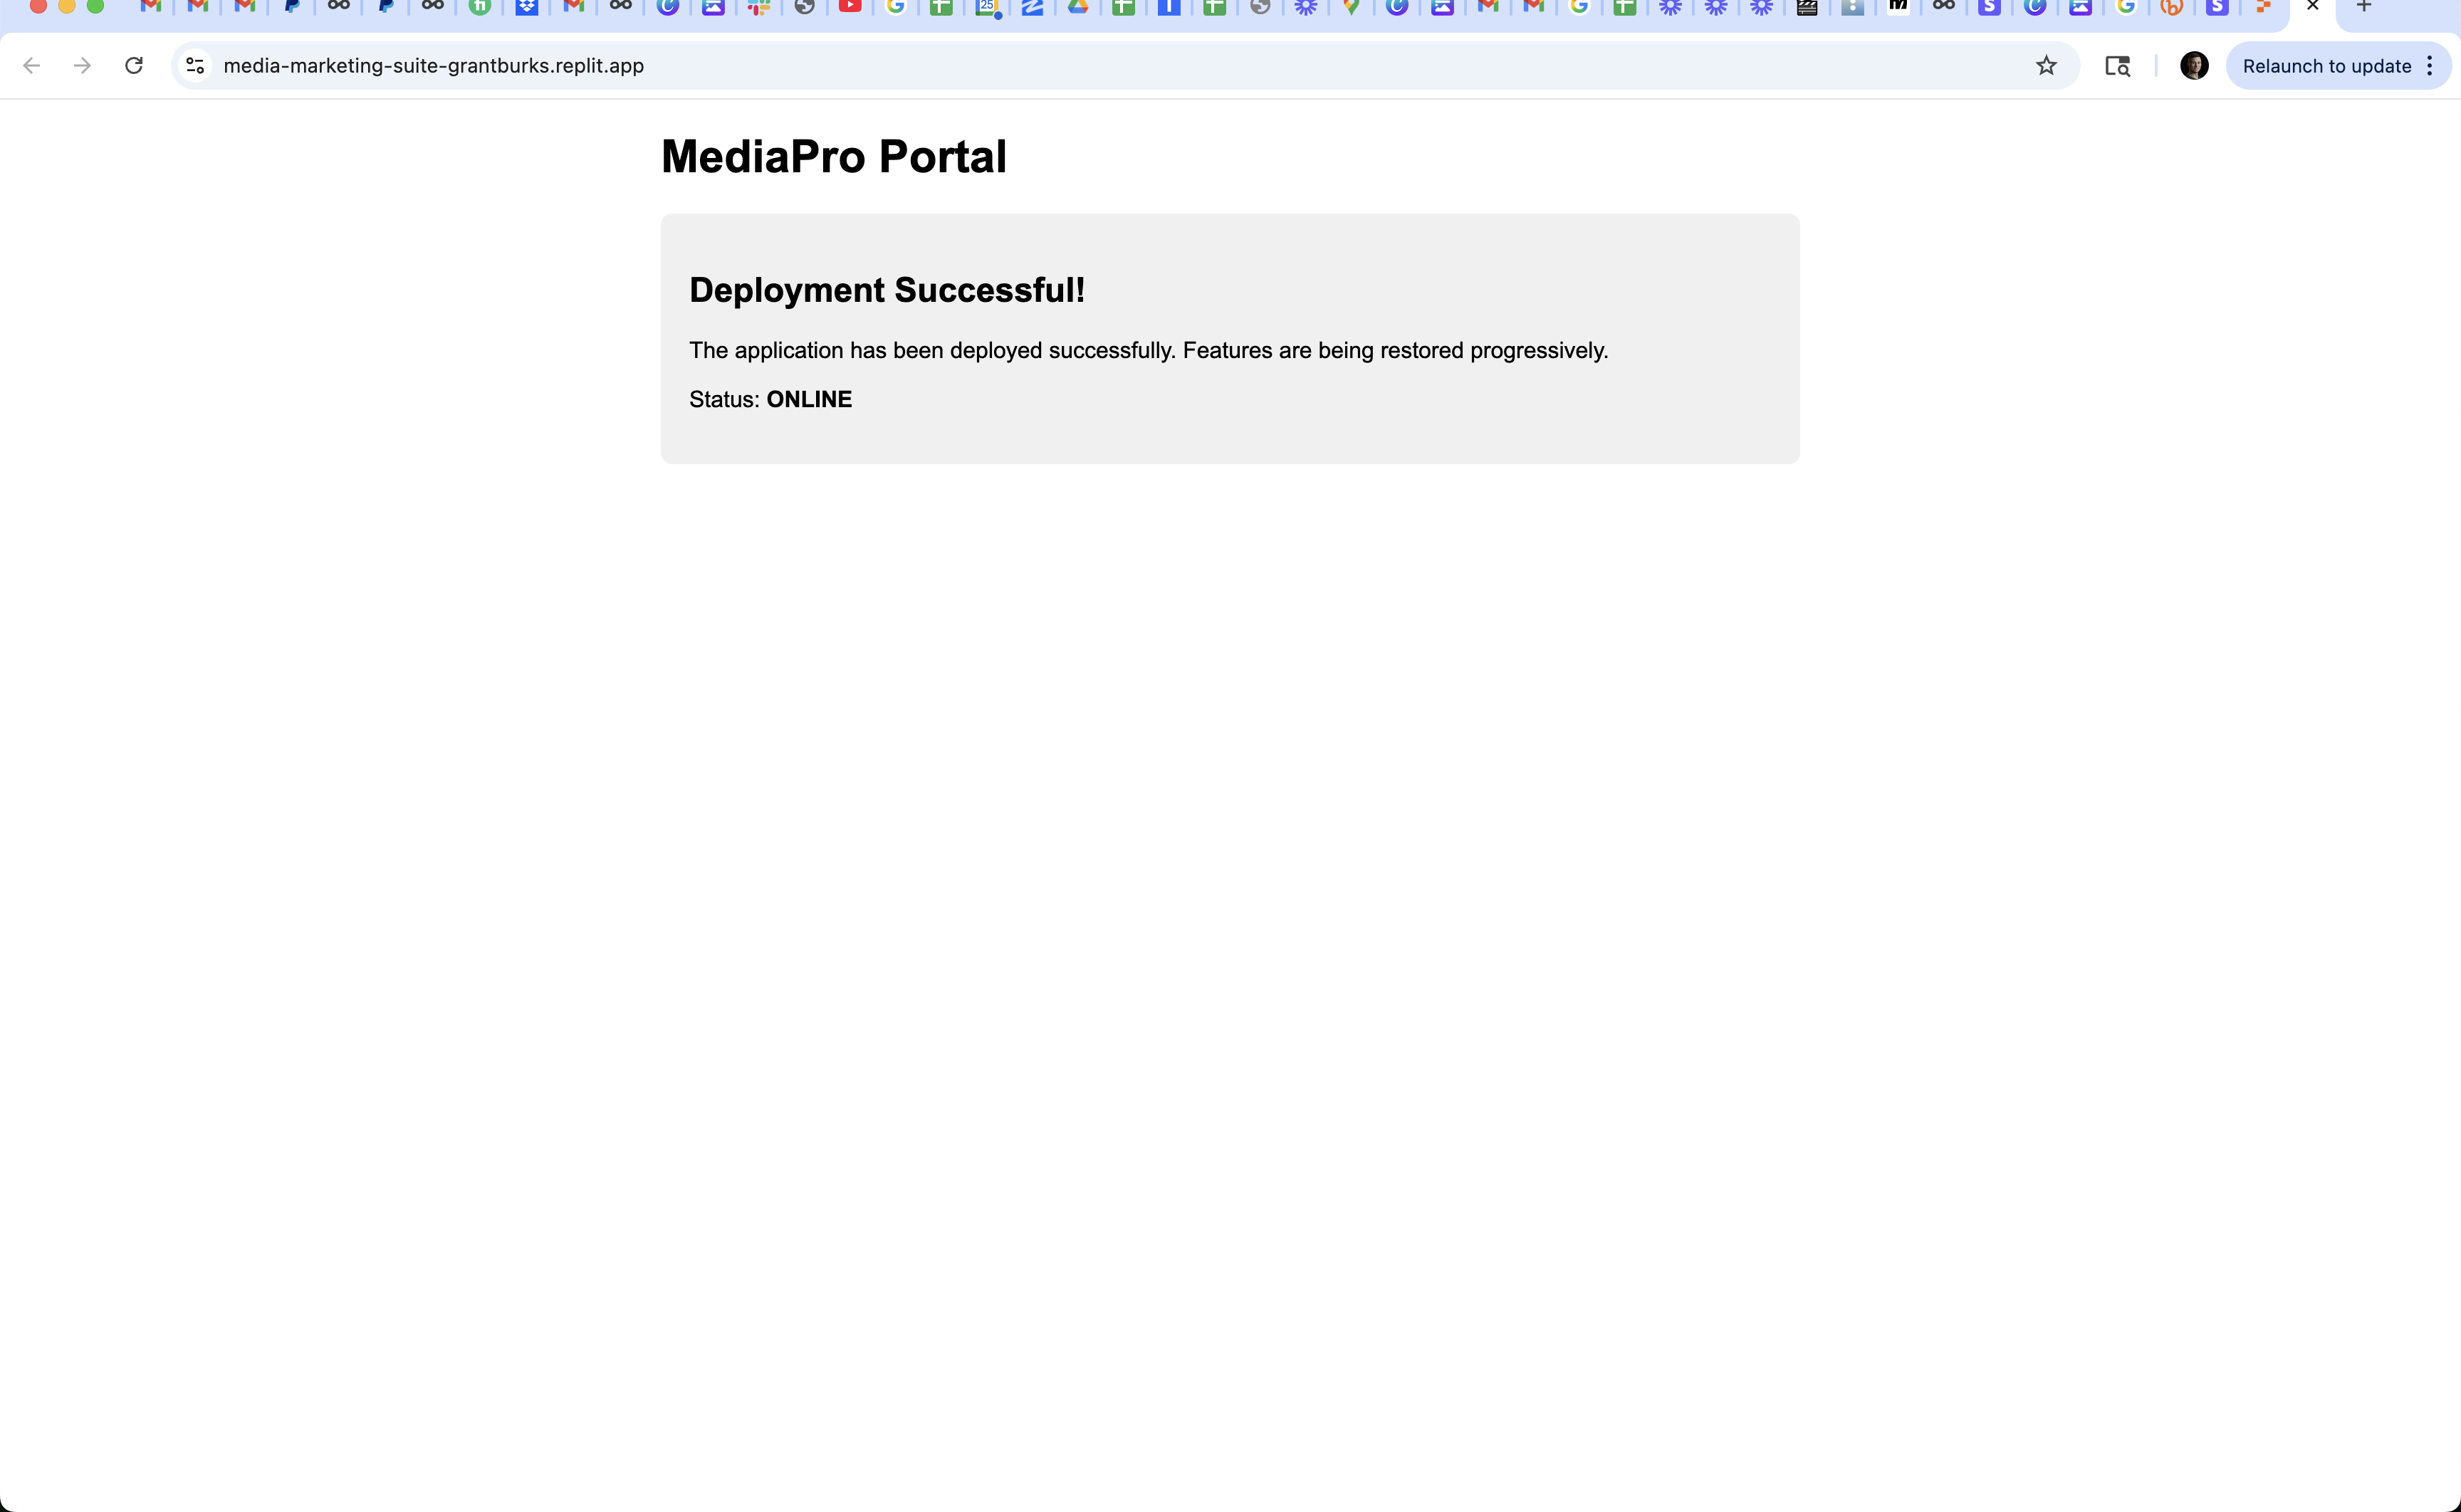 media-marketing-suite-grantburks.replit.app
Relaunch to update
MediaPro Portal
Deployment Successful!
The application has been deployed successfully. Features are being restored progressively.
Status: ONLINE